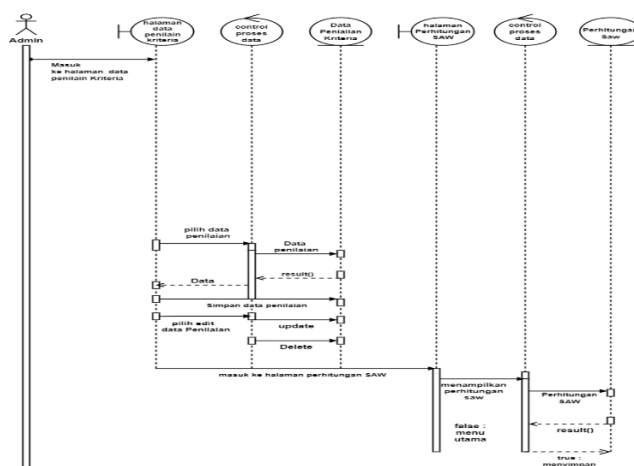 Admin
halaman
data
penilain
kriteria
control
proses
data
Data
Penialian
Kriteria
halaman
Perhitungan
SAW
control
proses
data
Perhitungan
Saw
Masuk
ke halaman data
penilain Kriteria
pilih data
penilaian
Data
penilaian
result()
Data
Simpan data penilaian
pilih edit
data Penilaian
update
Delete
masuk ke halaman perhitungan SAW
menampilkan
perhitungan
saw
Perhitungan
SAW
false :
menu
utama
result()
true :
menyimpan